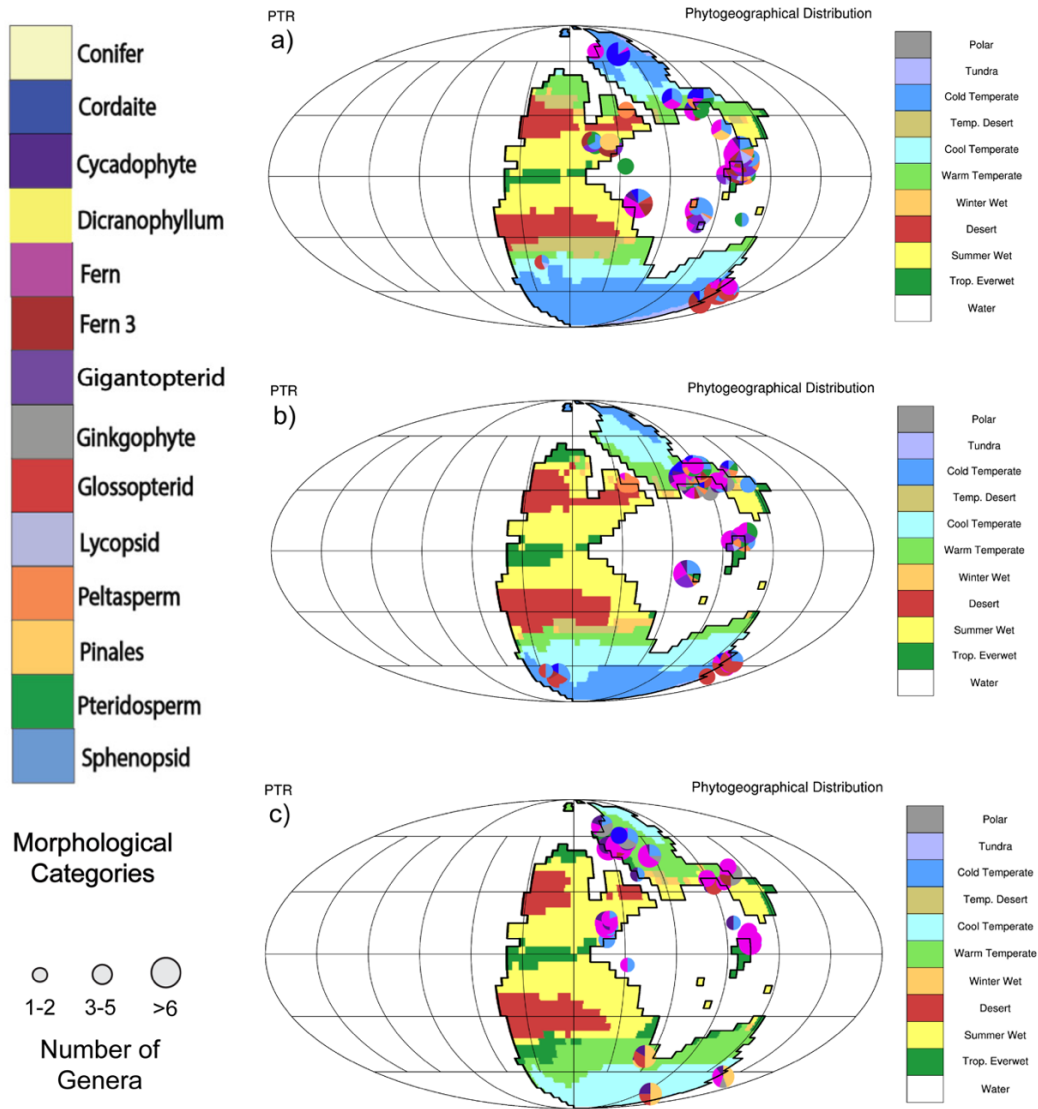 Conifer
Cordaite
Cycadophyte
Dicranophyllum
Fern
Fern 3
Gigantopterid
Ginkgophyte
Glossopterid
Lycopsid
Peltasperm
Pinales
Pteridosperm
Sphenopsid
Morphological
Categories
1-2 3-5 >6
Number of
Genera
PTR Phytogeographical Distribution
a)
Polar
Tundra
Cold Temperate
Temp. Desert
Cool Temperate
Warm Temperate
Winter Wet
Desert
Summer Wet
Trop. Everwet
Water
PTR Phytogeographical Distribution
b)
Polar
Tundra
Cold Temperate
Temp. Desert
Cool Temperate
Warm Temperate
Winter Wet
Desert
Summer Wet
Trop. Everwet
Water
PTR Phytogeographical Distribution
c)
Polar
Tundra
Cold Temperate
Temp. Desert
Cool Temperate
Warm Temperate
Winter Wet
Desert
Summer Wet
Trop. Everwet
Water